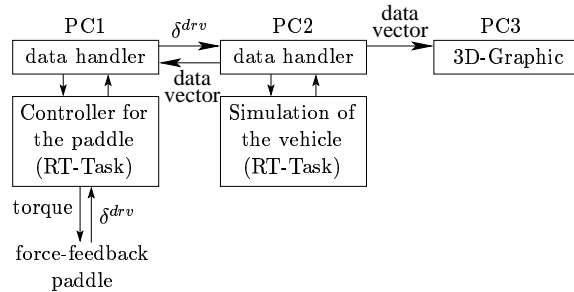 PC1
δ^{drv}
PC2
data
vector
PC3
data handler
data
vector
data handler
3D-Graphic
Controller for
the paddle
(RT-Task)
Simulation of
the vehicle
(RT-Task)
torque
δ^{drv}
force-feedback
paddle